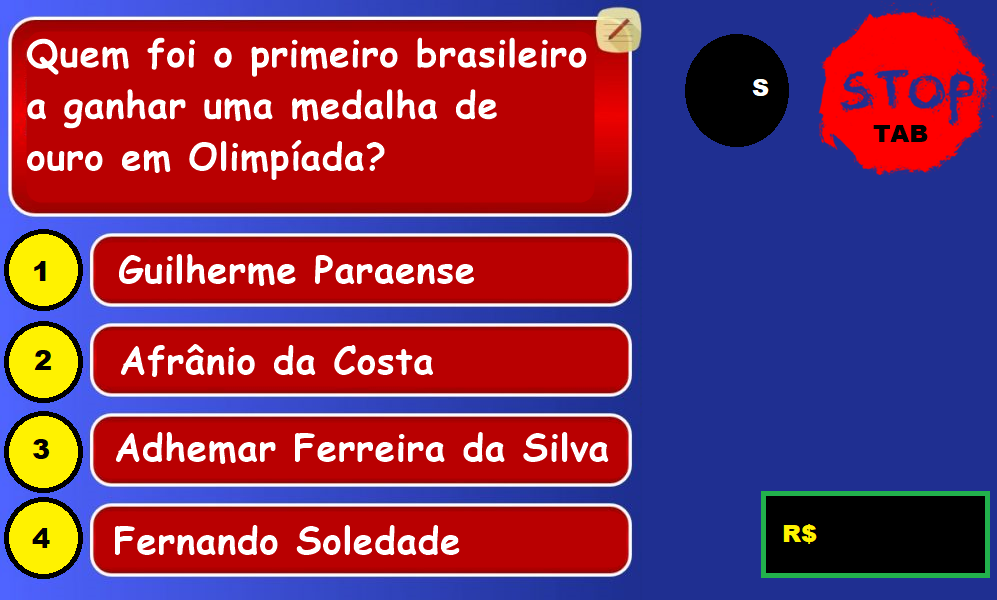 Quem foi o primeiro brasileiro
a ganhar uma medalha de
ouro em Olimpíada?
S
STOP
TAB
1
Guilherme Paraense
2
Afrânio da Costa
3
Adhemar Ferreira da Silva
4
Fernando Soledade
R$